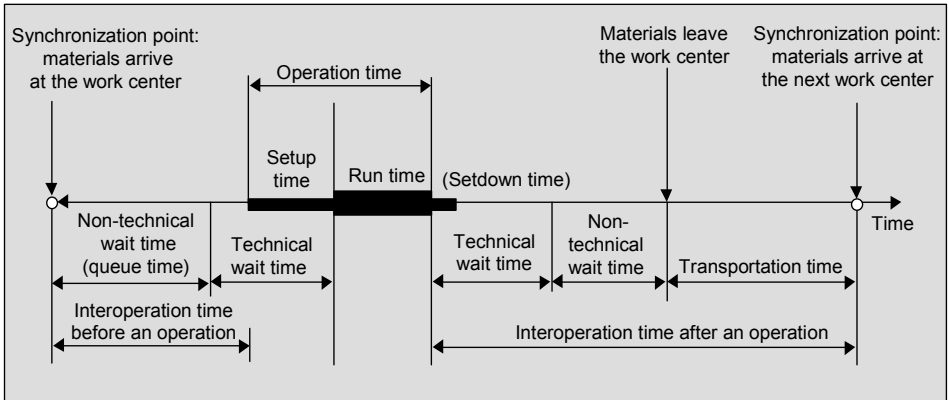 Synchronization point:
materials arrive
at the work center
Materials leave
the work center
Synchronization point:
materials arrive at
the next work center
Operation time
Setup
time
Run time
(Setdown time)
Time
Non-technical
wait time
(queue time)
Technical
wait time
Technical
wait time
Non-
technical
wait time
Transportation time
Interoperation time
before an operation
Interoperation time after an operation